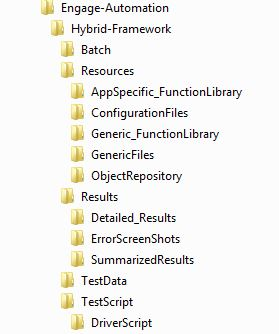 Engage-Automation
Hybrid-Framework
Batch
Resources
AppSpecific_FunctionLibrary
ConfigurationFiles
Generic_FunctionLibrary
GenericFiles
ObjectRepository
Results
Detailed_Results
ErrorScreenShots
SummarizedResults
TestData
TestScript
DriverScript